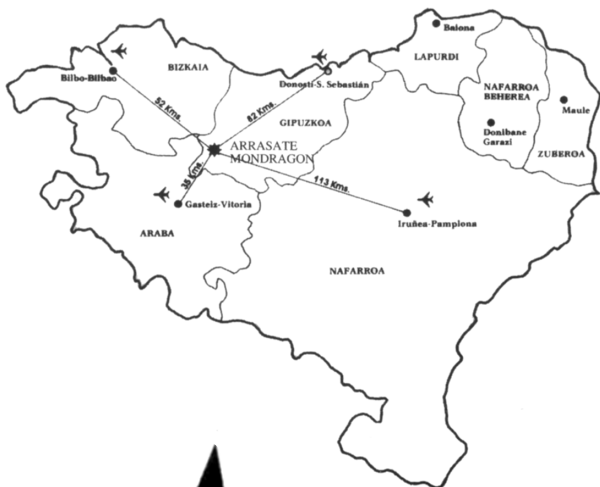 Baiona
LAPURDI
BIZKAIA
Bilbo-Bilbao
Donosti-S. Sebastián
NAFARROA
BEHEREA
Maule
52 Kms.
82 Kms.
GIPUZKOA
Donibane
Garazi
ARRASATE
MONDRAGON
ZUBEROA
35 Kms.
113 Kms.
Gasteiz-Vitoria
Iruñea-Pamplona
ARABA
NAFARROA